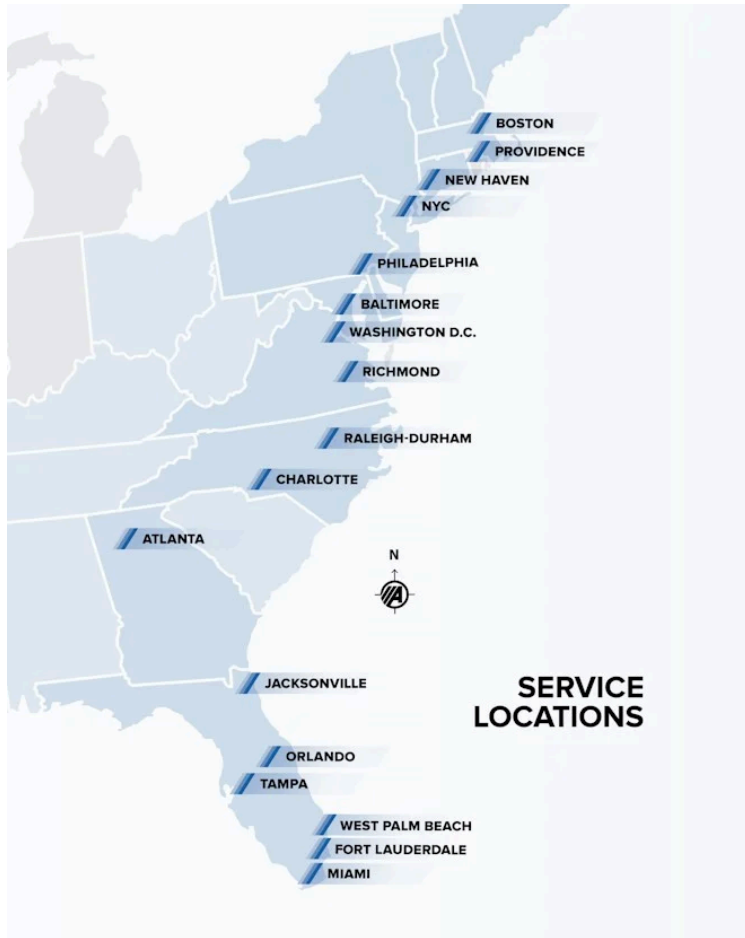 BOSTON
PROVIDENCE
NEW HAVEN
NYC
PHILADELPHIA
BALTIMORE
WASHINGTON D.C.
RICHMOND
RALEIGH-DURHAM
CHARLOTTE
ATLANTA
N
A
JACKSONVILLE
SERVICE
LOCATIONS
ORLANDO
TAMPA
WEST PALM BEACH
FORT LAUDERDALE
MIAMI